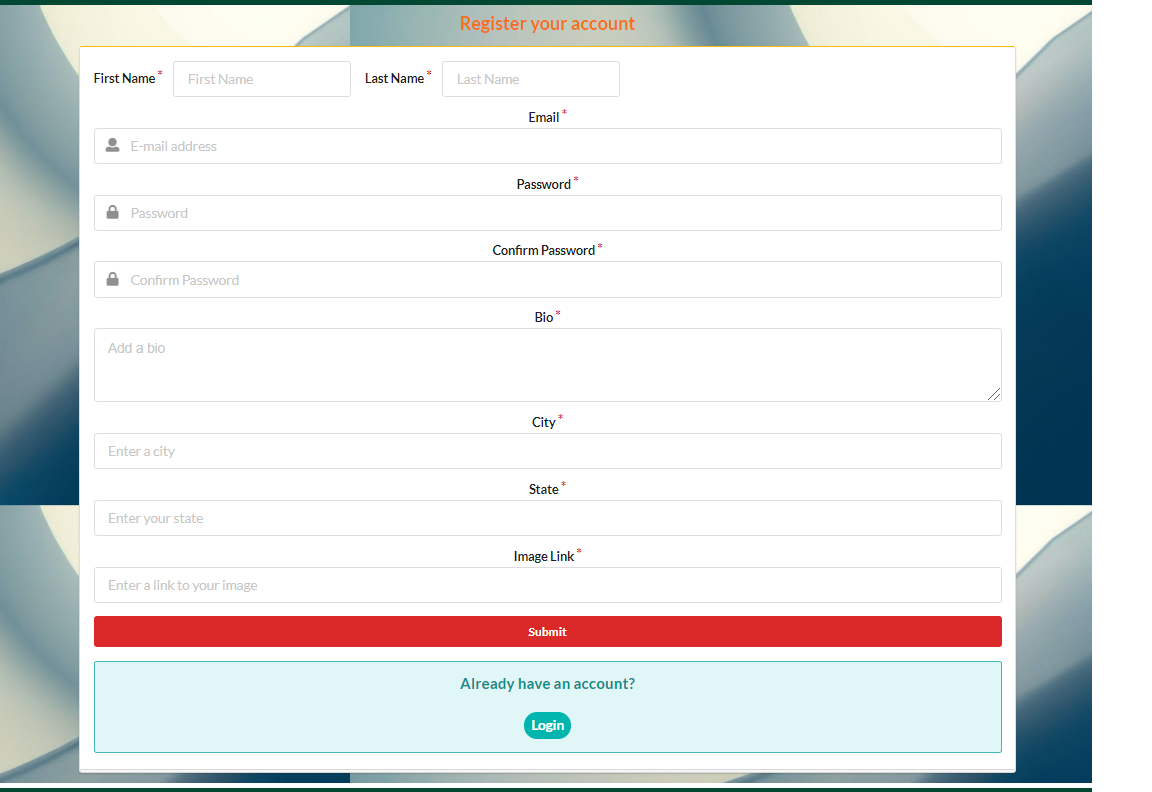 Register your account
First Name * First Name Last Name * Last Name
Email *
E-mail address
Password *
Password
Confirm Password *
Confirm Password
Bio *
Add a bio
City *
Enter a city
State *
Enter your state
Image Link *
Enter a link to your image
Submit
Already have an account?
Login